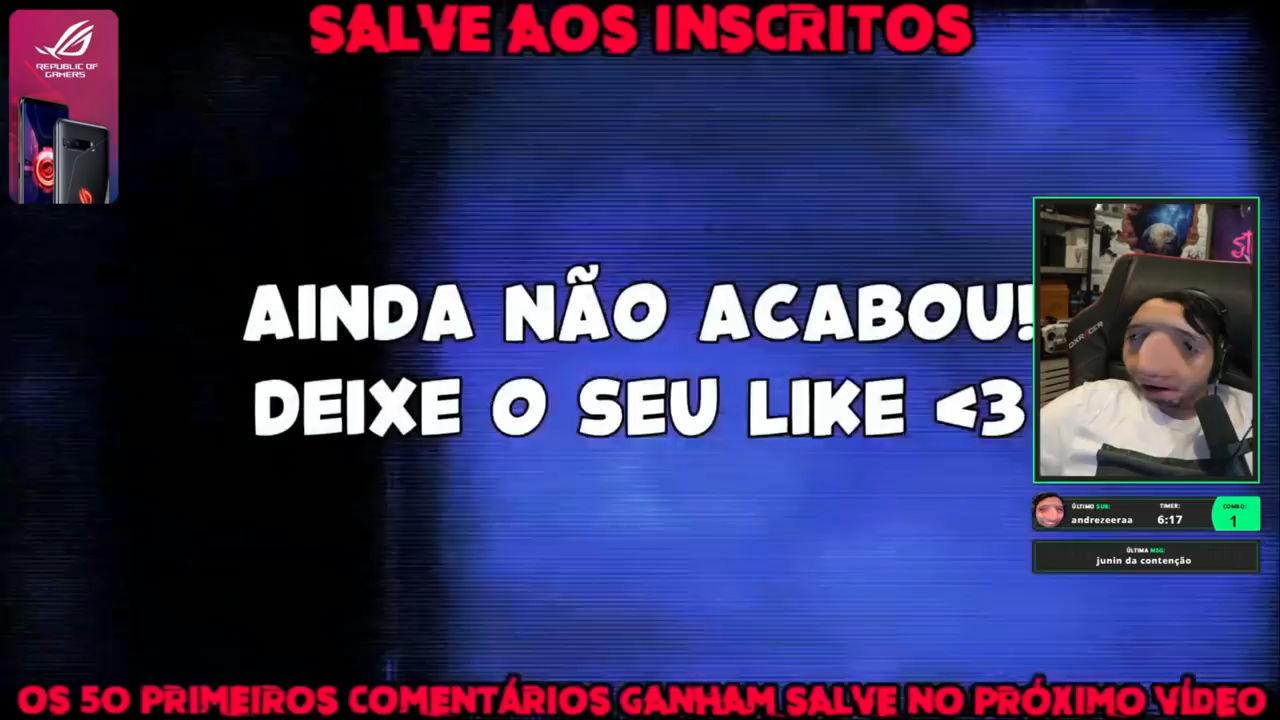 SALVE AOS INSCRITOS
REPUBLIC OF
GAMERS
AINDA NÃO ACABOU!
DEIXE O SEU LIKE <3
DXRACER
ÚLTIMO SUB:
andrezeeraa
TIMER:
6:17
COMBO:
1
ÚLTIMA MSG:
junin da contenção
OS 50 PRIMEIROS COMENTÁRIOS GANHAM SALVE NO PRÓXIMO VÍDEO